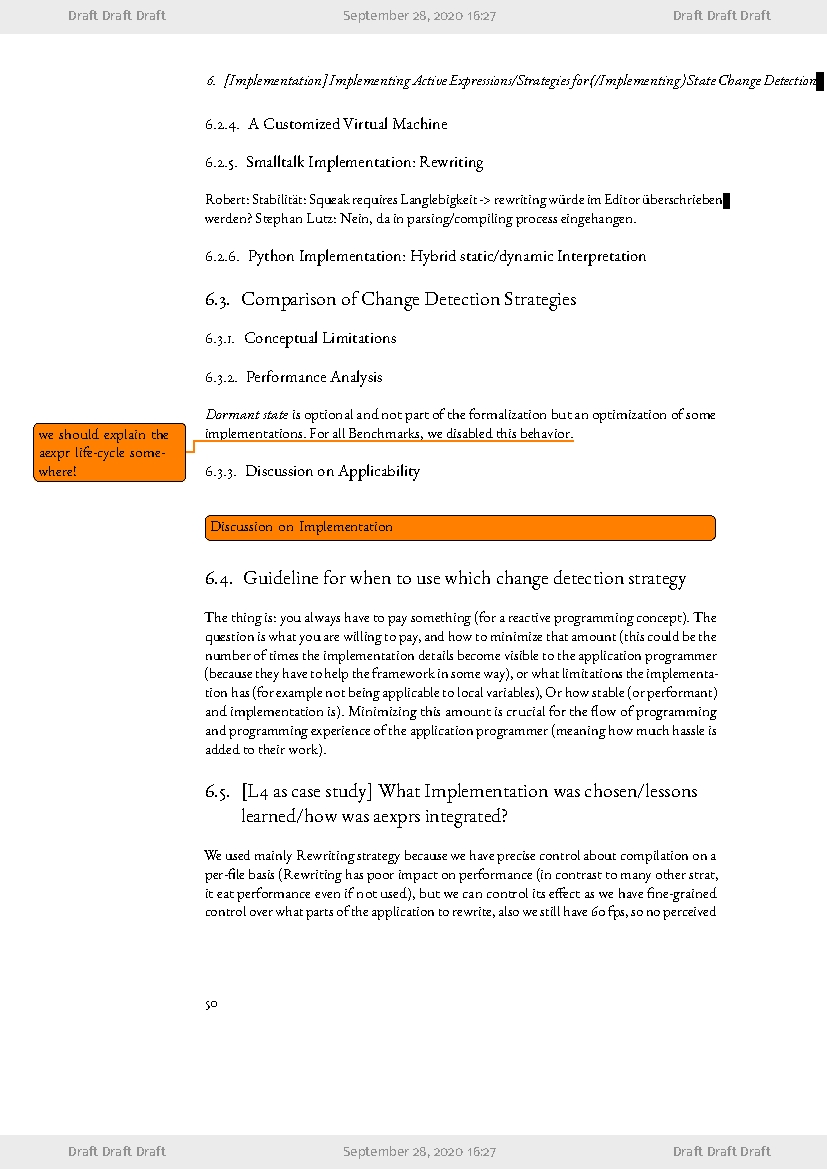 Draft Draft Draft September 28, 2020 16:27 Draft Draft Draft
6. [Implementation] Implementing Active Expressions/Strategies for(/Implementing) State Change Detection
6.2.4. A Customized Virtual Machine
6.2.5. Smalltalk Implementation: Rewriting
Robert: Stabilität: Squeak requires Langlebigkeit -> rewriting würde im Editor überschrieben
werden? Stephan Lutz: Nein, da in parsing/compiling process eingehangen.
6.2.6. Python Implementation: Hybrid static/dynamic Interpretation
6.3. Comparison of Change Detection Strategies
6.3.1. Conceptual Limitations
6.3.2. Performance Analysis
Dormant state is optional and not part of the formalization but an optimization of some
implementations. For all Benchmarks, we disabled this behavior.
we should explain the
aexpr life-cycle some-
where!
6.3.3. Discussion on Applicability
Discussion on Implementation
6.4. Guideline for when to use which change detection strategy
The thing is: you always have to pay something (for a reactive programming concept). The
question is what you are willing to pay, and how to minimize that amount (this could be the
number of times the implementation details become visible to the application programmer
(because they have to help the framework in some way), or what limitations the implementa-
tion has (for example not being applicable to local variables), Or how stable (or performant)
and implementation is). Minimizing this amount is crucial for the flow of programming
and programming experience of the application programmer (meaning how much hassle is
added to their work).
6.5. [L4 as case study] What Implementation was chosen/lessons
learned/how was aexprs integrated?
We used mainly Rewriting strategy because we have precise control about compilation on a
per-file basis (Rewriting has poor impact on performance (in contrast to many other strat,
it eat performance even if not used), but we can control its effect as we have fine-grained
control over what parts of the application to rewrite, also we still have 60 fps, so no perceived
50
Draft Draft Draft September 28, 2020 16:27 Draft Draft Draft